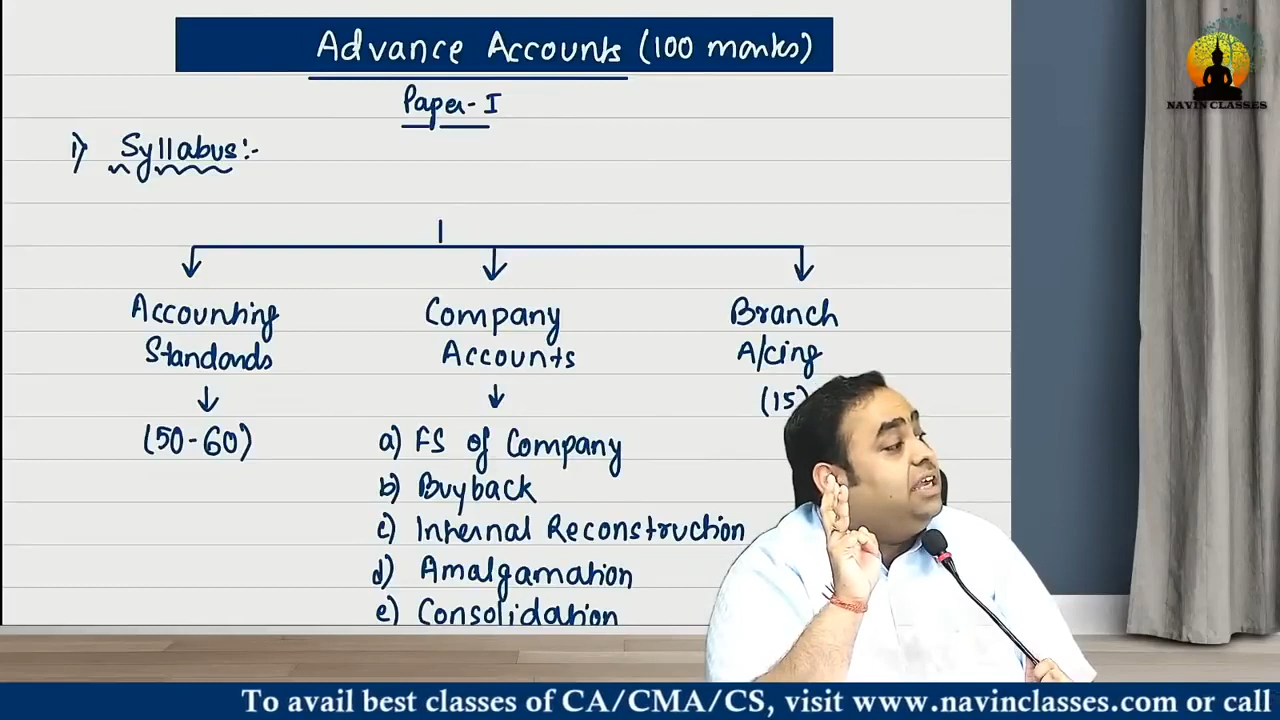 Advance Accounts (100 marks)
Paper-I
NAVIN CLASSES
1) Syllabus:-
Accounting Standards
(50-60)
Company Accounts
a) FS of Company
b) Buyback
c) Internal Reconstruction
d) Amalgamation
e) Consolidation
Branch A/cing
(15)
To avail best classes of CA/CMA/CS, visit www.navinclasses.com or call